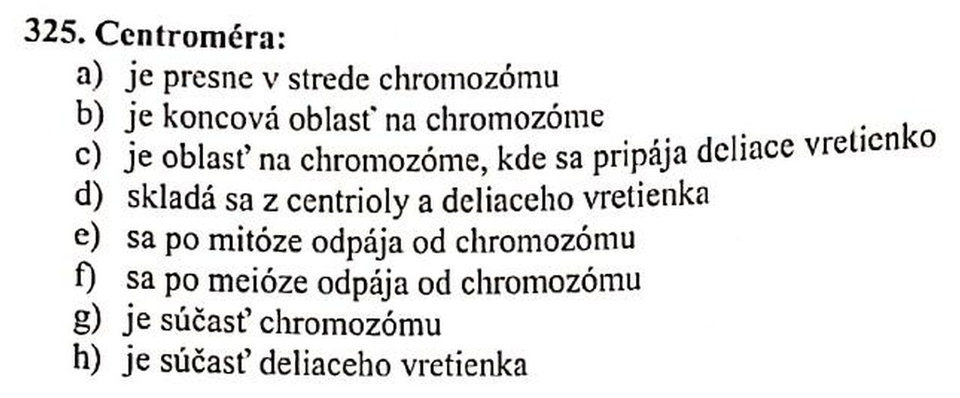 325. Centroméra:
a) je presne v strede chromozómu
b) je koncová oblasť na chromozóme
c) je oblasť na chromozóme, kde sa pripája deliace vretienko
d) skladá sa z centrioly a deliaceho vretienka
e) sa po mitóze odpája od chromozómu
f) sa po meióze odpája od chromozómu
g) je súčasť chromozómu
h) je súčasť deliaceho vretienka